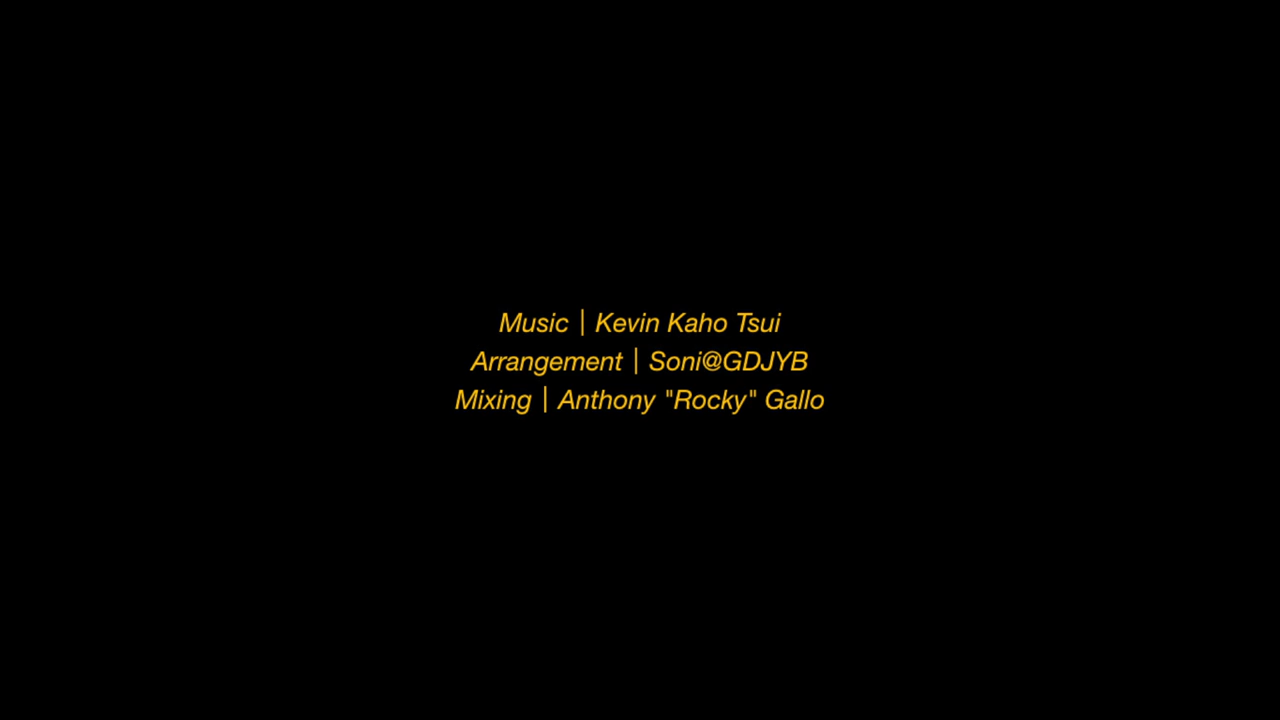 Music｜Kevin Kaho Tsui
Arrangement｜Soni@GDJYB
Mixing｜Anthony "Rocky" Gallo